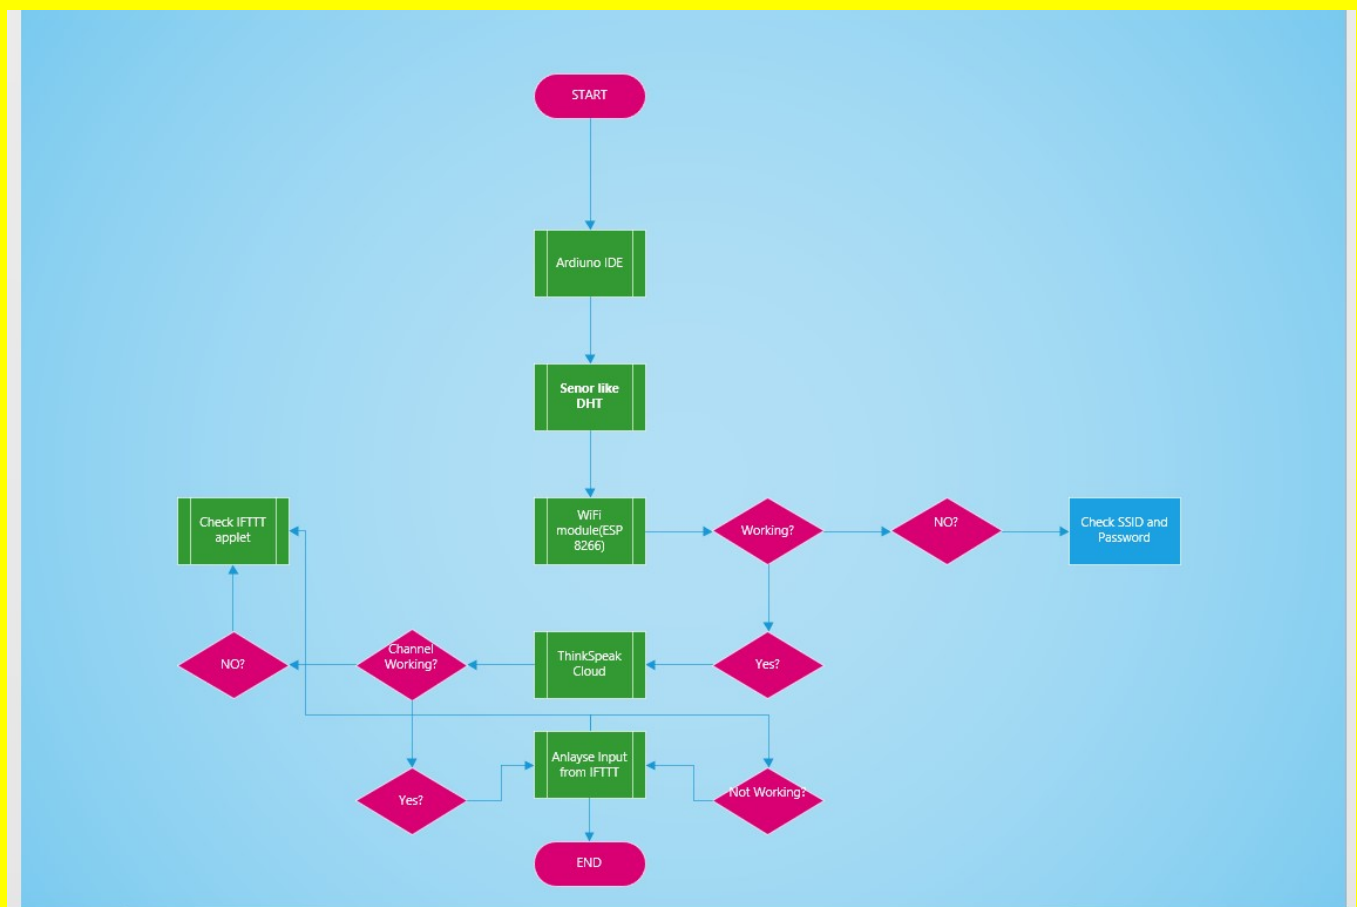 START
Ardiuno IDE
Senor like
DHT
WiFi
module(ESP
8266)
Working?
NO?
Check SSID and
Password
Check IFTTT
applet
NO?
Channel
Working?
ThinkSpeak
Cloud
Yes?
Yes?
Anlayse Input
from IFTTT
Not Working?
END